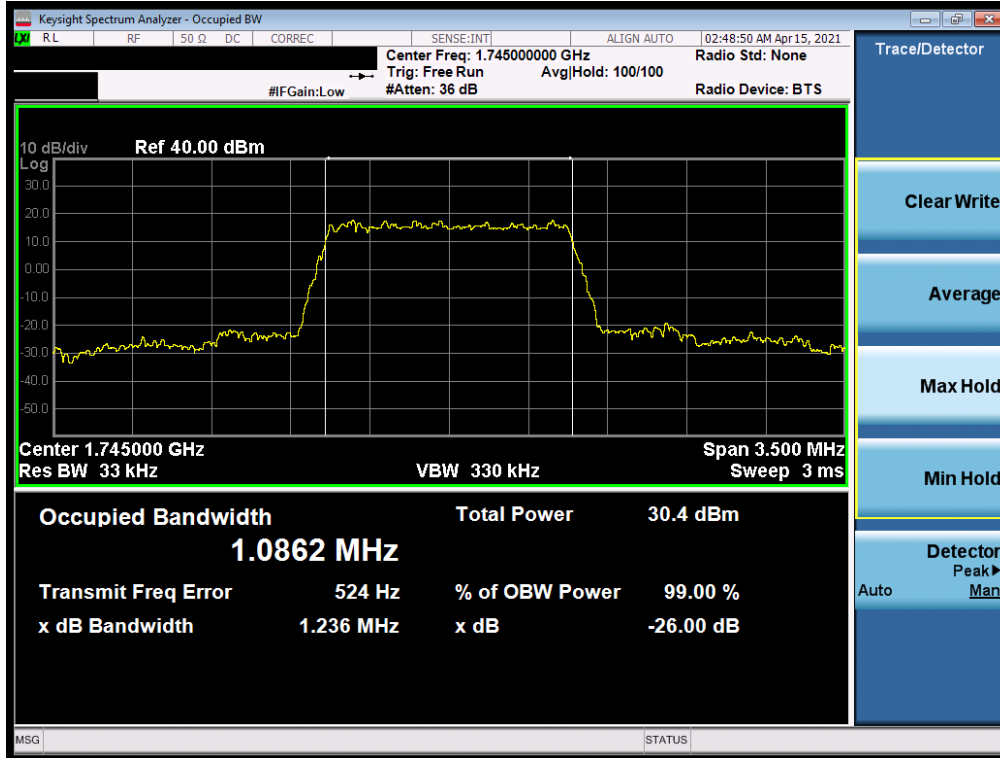 Keysight Spectrum Analyzer - Occupied BW
LXI RL RF 50 Ω DC CORREC SENSE:INT ALIGN AUTO 02:48:50 AM Apr 15, 2021
Center Freq: 1.745000000 GHz Radio Std: None
Trig: Free Run Avg|Hold: 100/100
#IFGain:Low #Atten: 36 dB Radio Device: BTS
10 dB/div Ref 40.00 dBm
Log
30.0
20.0
10.0
0.00
-10.0
-20.0
-30.0
-40.0
-50.0
Center 1.745000 GHz Span 3.500 MHz
Res BW 33 kHz VBW 330 kHz Sweep 3 ms
Occupied Bandwidth Total Power 30.4 dBm
1.0862 MHz
Transmit Freq Error 524 Hz % of OBW Power 99.00 %
x dB Bandwidth 1.236 MHz x dB -26.00 dB
MSG STATUS
Trace/Detector
Clear Write
Average
Max Hold
Min Hold
Detector
Peak▶
Auto Man